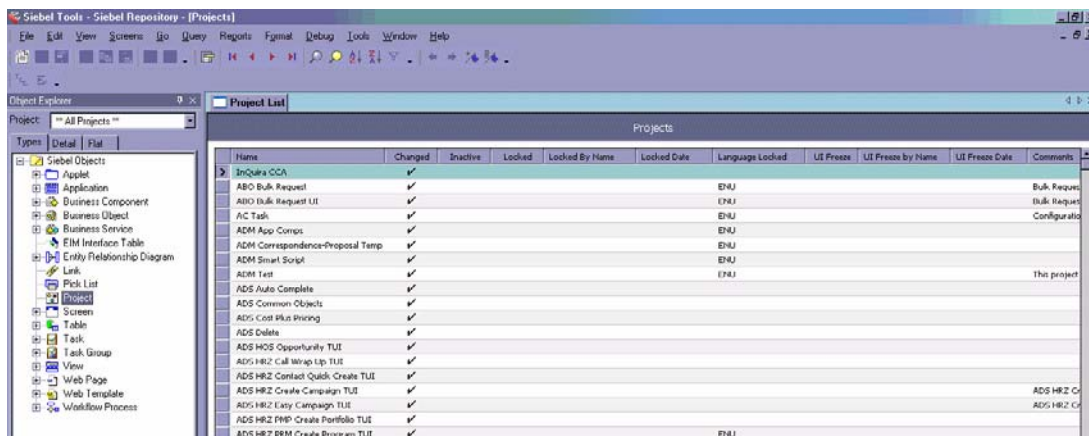 Siebel Tools - Siebel Repository - [Projects]
File Edit View Screens Go Query Reports Format Debug Tools Window Help
Object Explorer
Project: ** All Projects **
Types Detail Flat
Siebel Objects
Applet
Application
Business Component
Business Object
Business Service
EIM Interface Table
Entity Relationship Diagram
Link
Pick List
Project
Screen
Table
Task
Task Group
View
Web Page
Web Template
Workflow Process
Project List
Projects
Name Changed Inactive Locked Locked By Name Locked Date Language Locked UI Freeze UI Freeze by Name UI Freeze Date Comments
InQuira CCA
ABO Bulk Request ENU Bulk Reques
ABO Bulk Request UI ENU Bulk Reques
AC Task ENU Configuratio
ADM App Comps ENU
ADM Correspondence-Proposal Temp ENU
ADM Smart Script ENU
ADM Test ENU This project
ADS Auto Complete
ADS Common Objects
ADS Cost Plus Pricing
ADS Delete
ADS HOS Opportunity TUI
ADS HRZ Call Wrap Up TUI
ADS HRZ Contact Quick Create TUI
ADS HRZ Create Campaign TUI ADS HRZ Cr
ADS HRZ Easy Campaign TUI ADS HRZ Cr
ADS HRZ PMP Create Portfolio TUI
ADS HRZ PRM Create Program TUI ENU